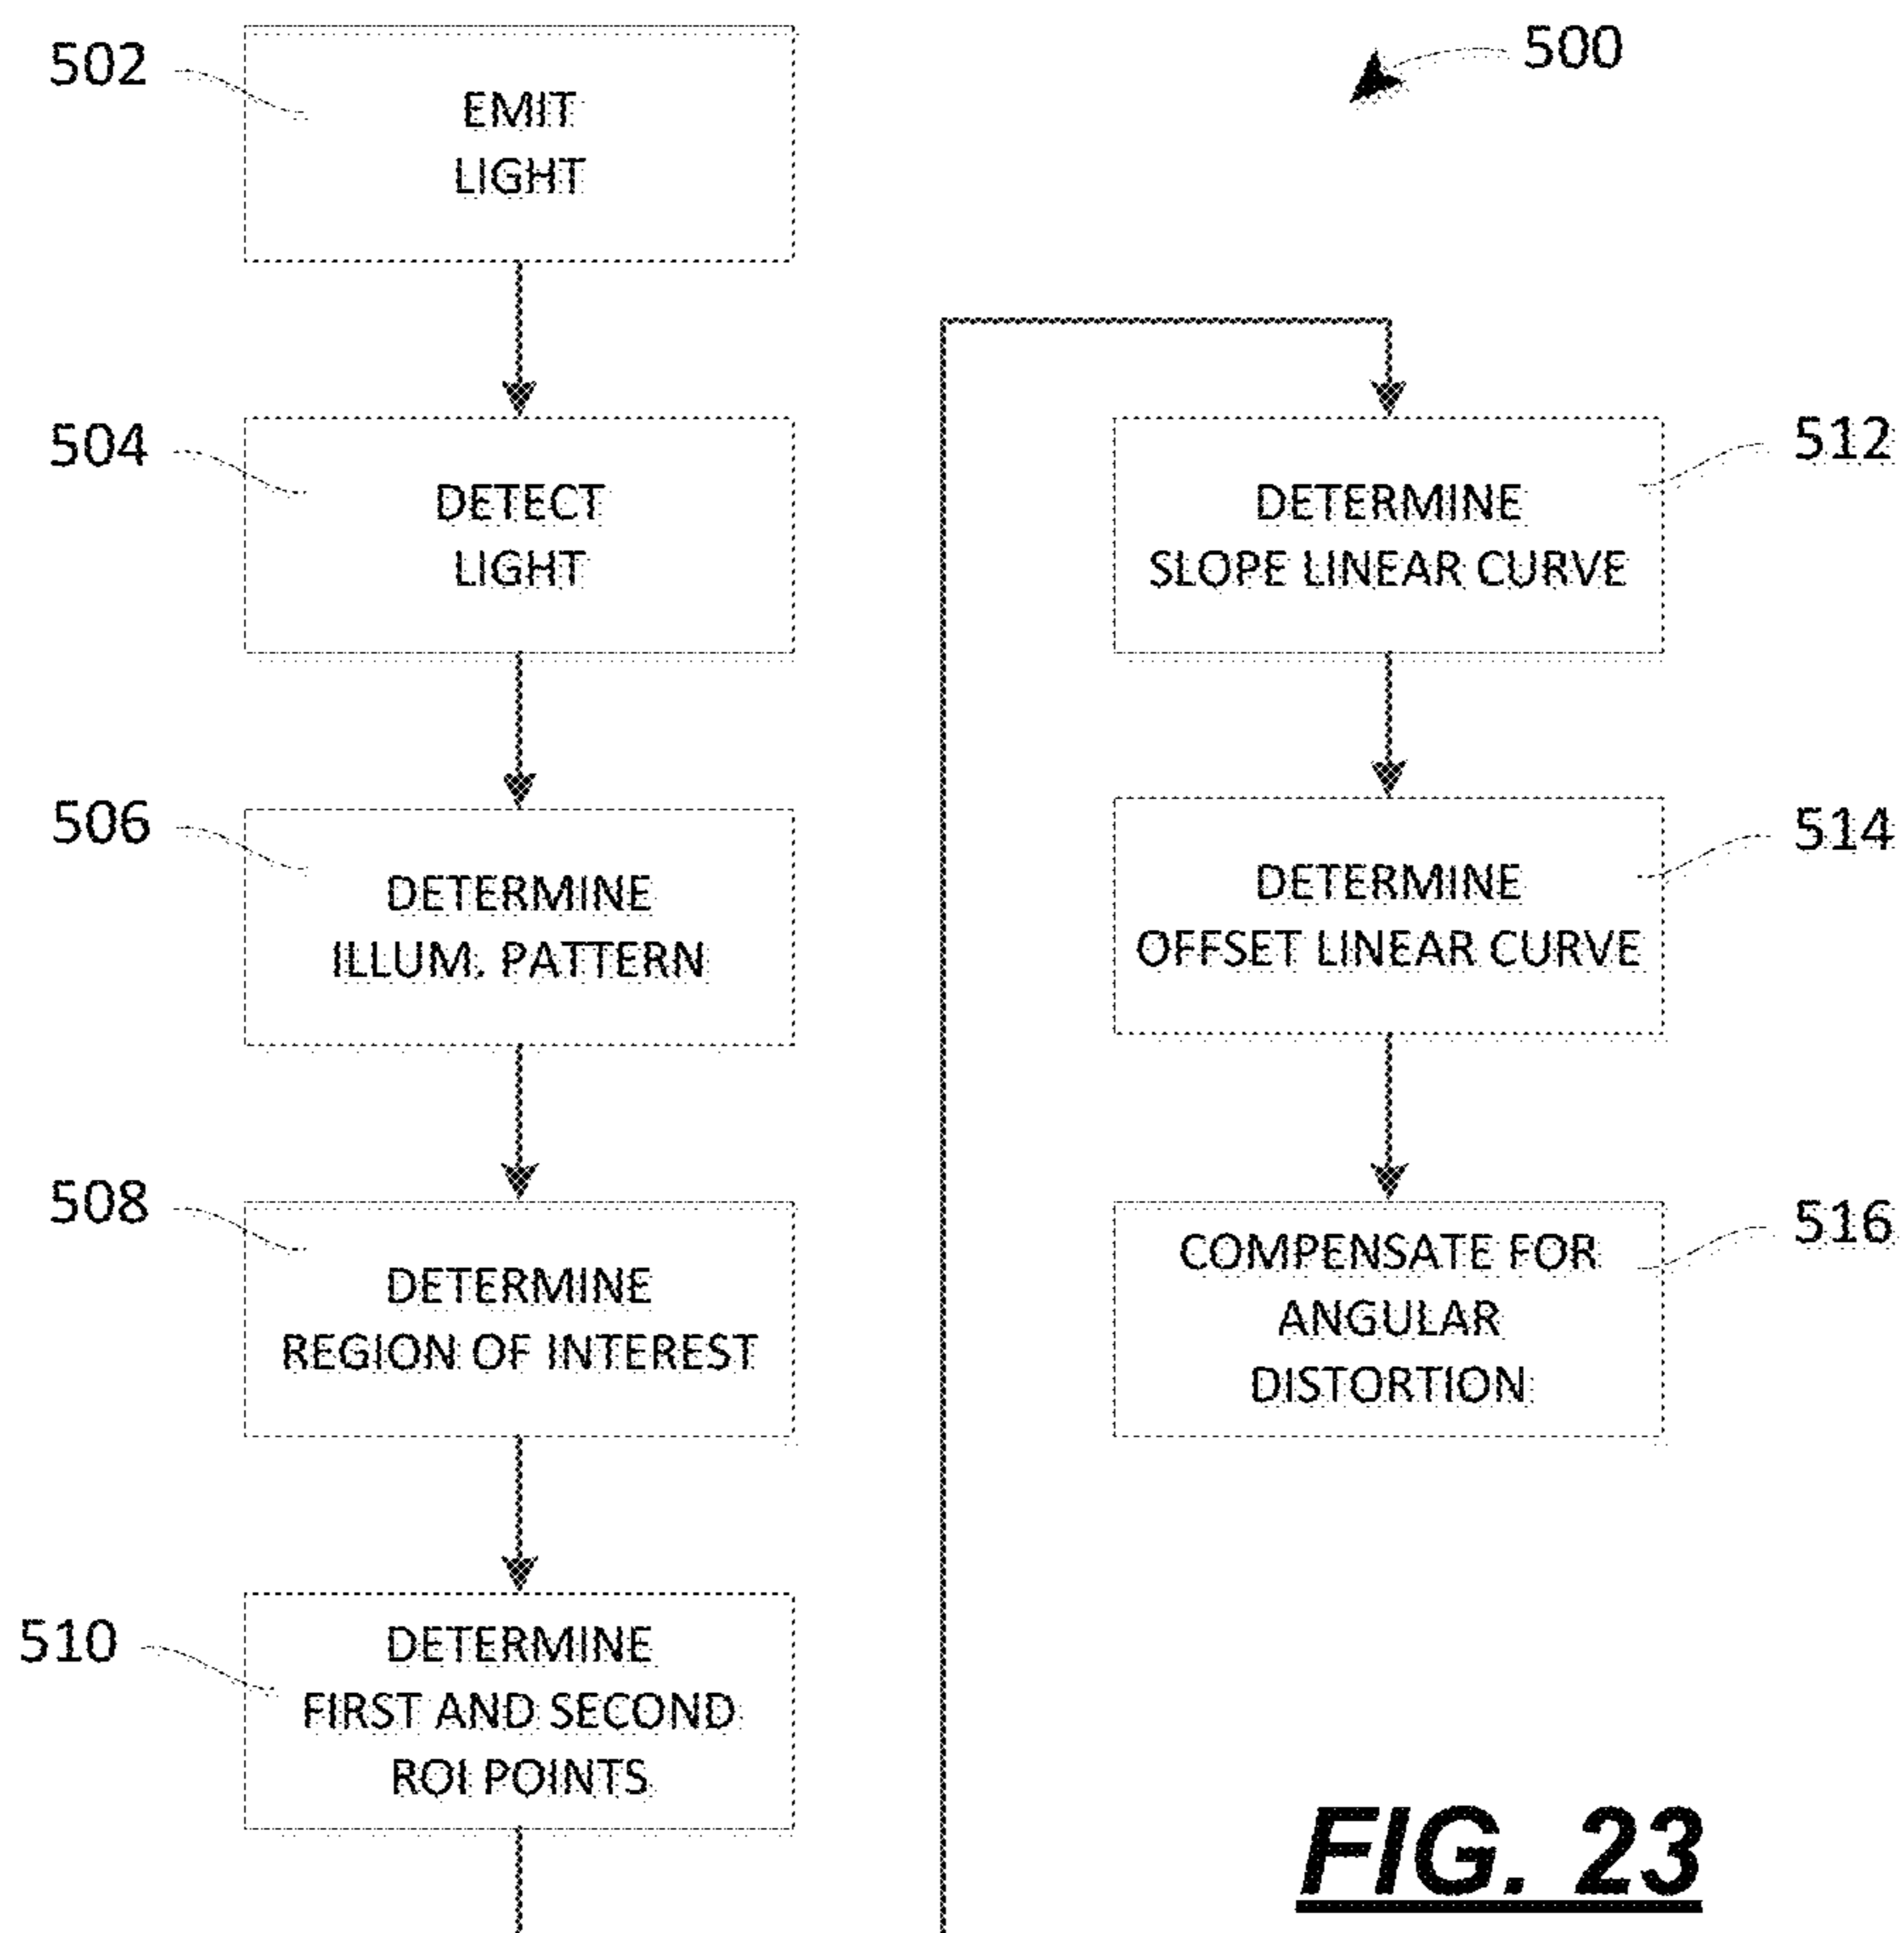 500
502
EMIT
LIGHT
504
DETECT
LIGHT
506
DETERMINE
ILLUM. PATTERN
508
DETERMINE
REGION OF INTEREST
510
DETERMINE
FIRST AND SECOND
ROI POINTS
512
DETERMINE
SLOPE LINEAR CURVE
514
DETERMINE
OFFSET LINEAR CURVE
516
COMPENSATE FOR
ANGULAR
DISTORTION
FIG. 23